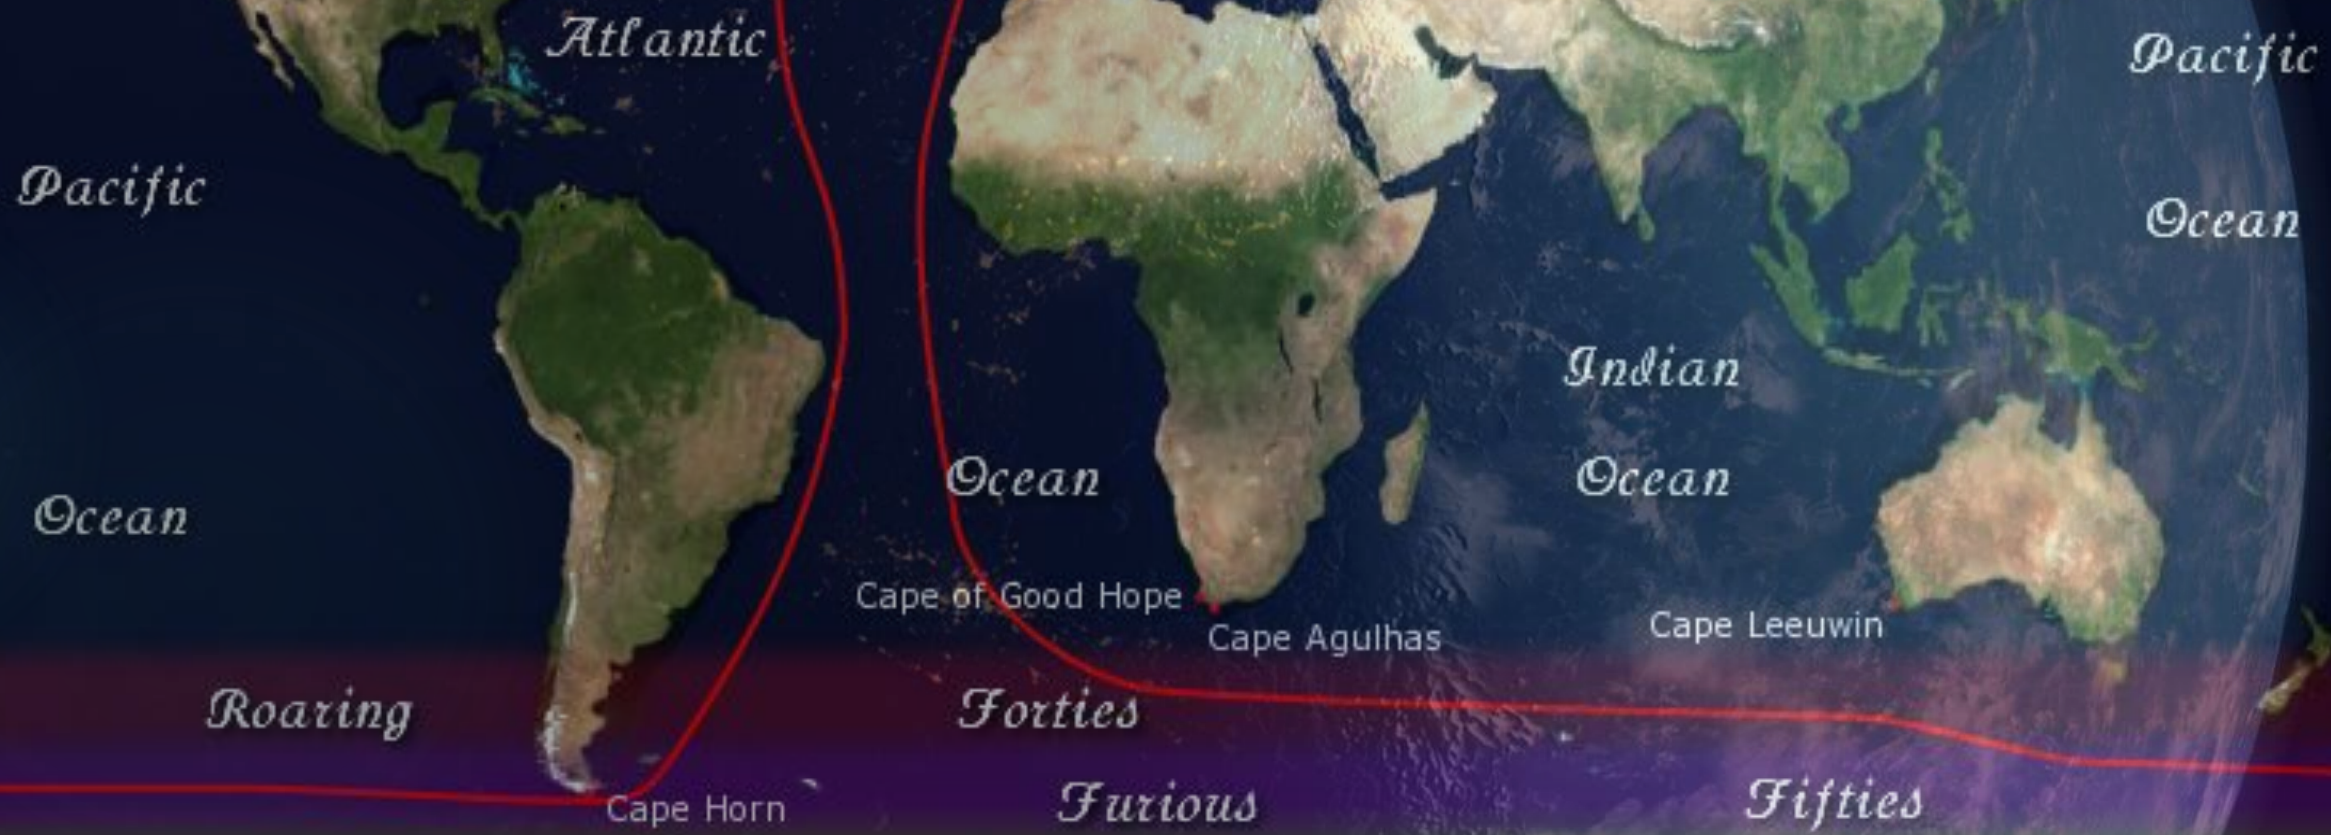 Atlantic
Pacific
Pacific
Ocean
Indian
Ocean
Ocean
Ocean
Cape of Good Hope
Cape Leeuwin
Cape Agulhas
Roaring
Forties
Furious
Fifties
Cape Horn